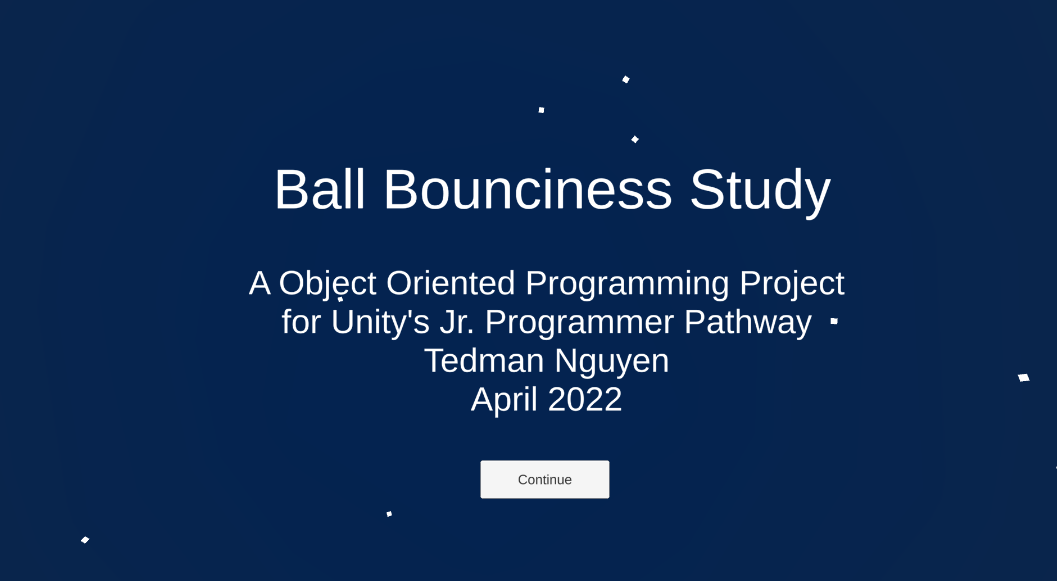 Ball Bounciness Study
A Object Oriented Programming Project
for Unity's Jr. Programmer Pathway
Tedman Nguyen
April 2022
Continue